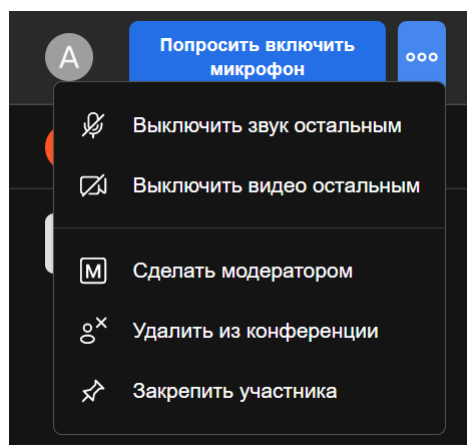 A
Попросить включить
микрофон
Выключить звук остальным
Выключить видео остальным
M
Сделать модератором
Удалить из конференции
Закрепить участника